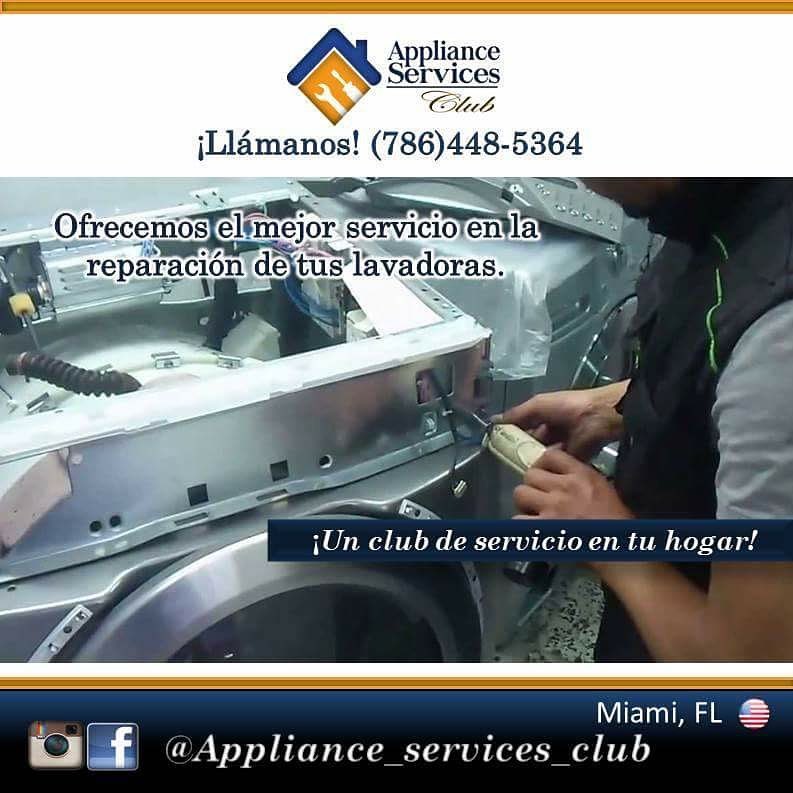 Appliance
Services
Club
¡Llámanos! (786)448-5364
Ofrecemos el mejor servicio en la
reparación de tus lavadoras.
¡Un club de servicio en tu hogar!
Miami, FL
@Appliance_services_club